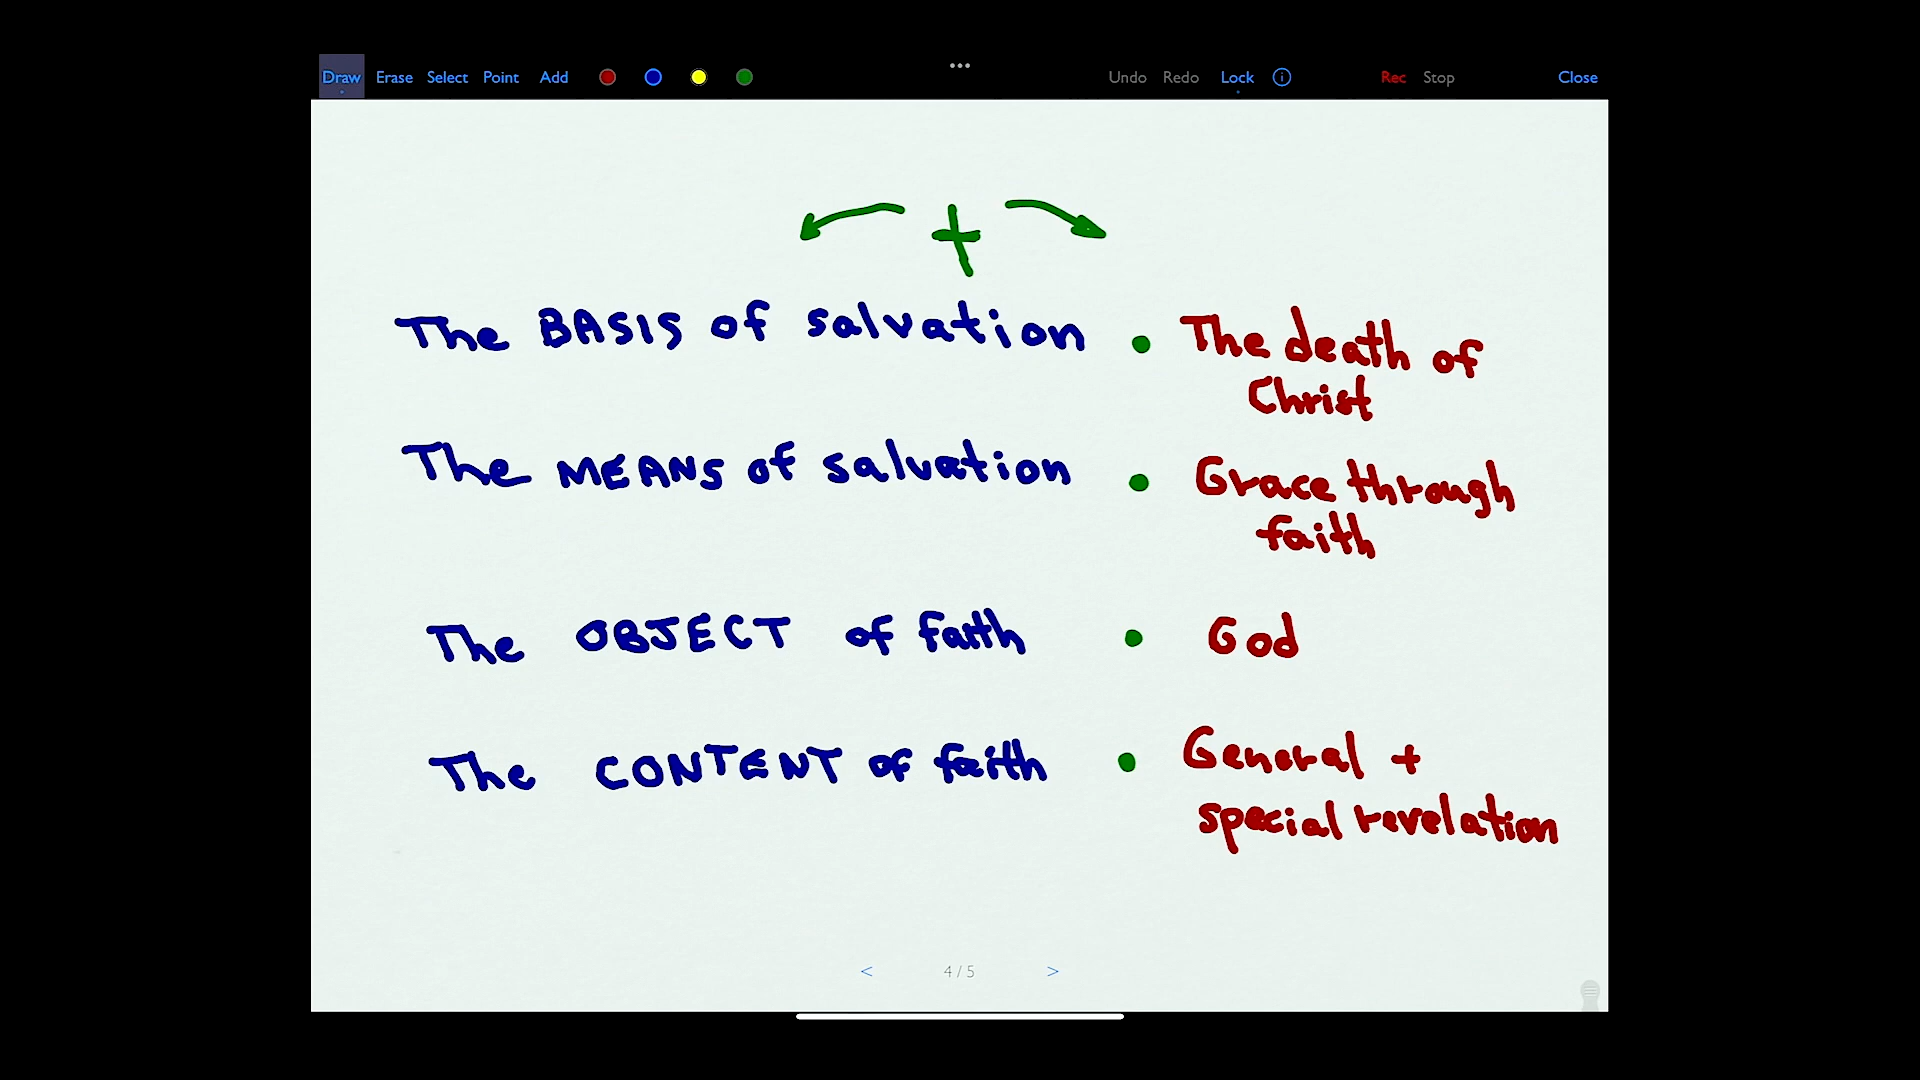 Draw Erase Select Point Add Undo Redo Lock Rec Stop Close
+
The BASIS of salvation • The death of
Christ
The MEANS of salvation • Grace through
faith
The OBJECT of faith • God
The CONTENT of faith • General +
special revelation
< 4 / 5 >